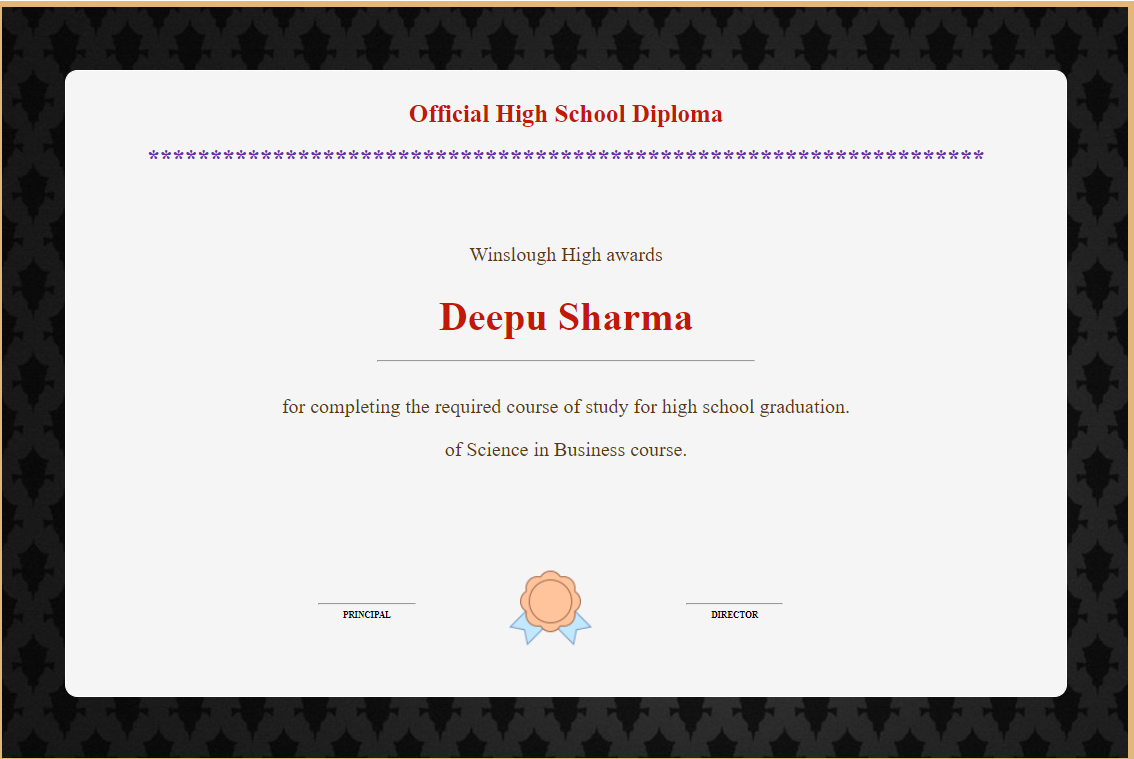 Official High School Diploma
*******************************************************************
Winslough High awards
Deepu Sharma
for completing the required course of study for high school graduation.
of Science in Business course.
PRINCIPAL DIRECTOR